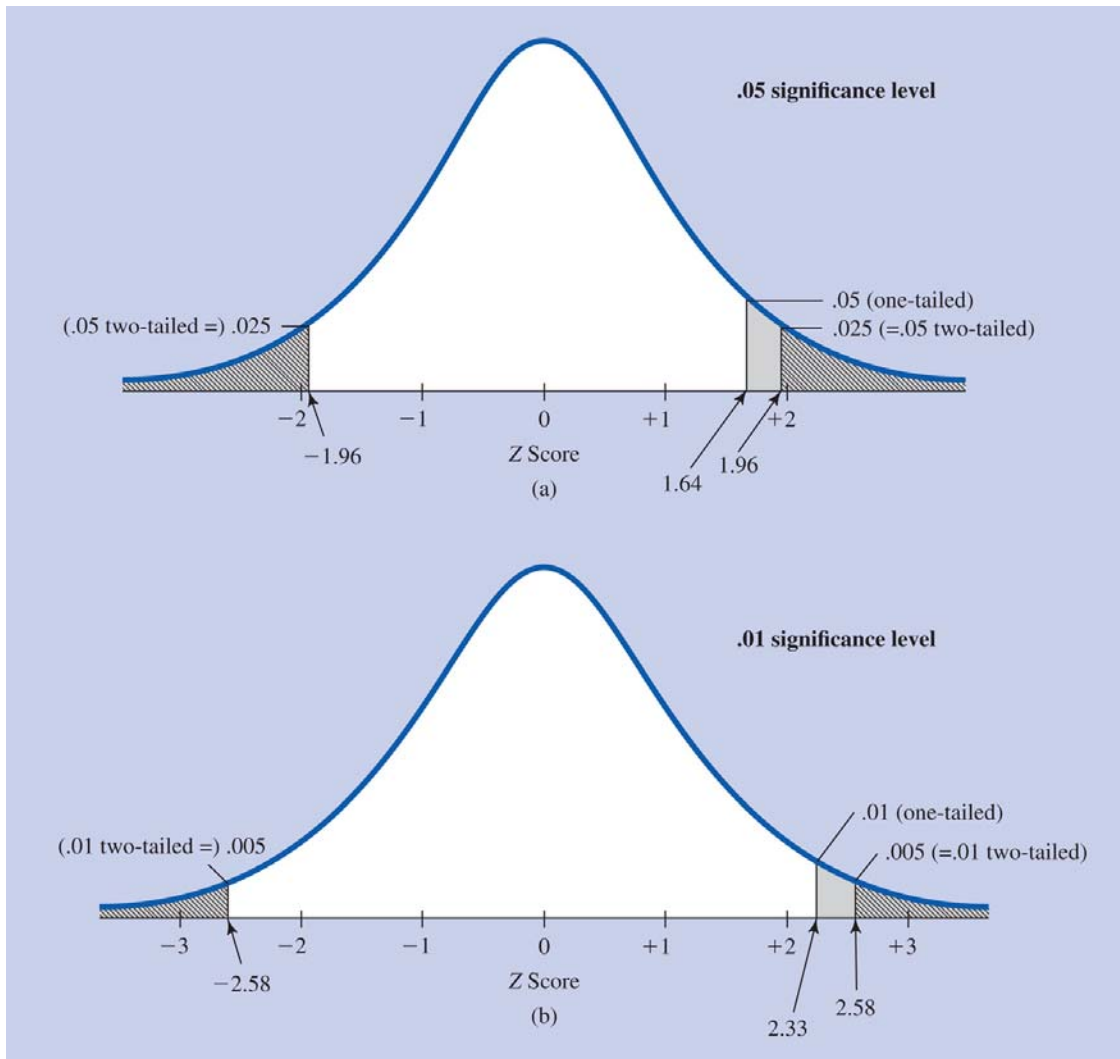 .05 significance level
.05 (one-tailed)
(.05 two-tailed =) .025
.025 (=.05 two-tailed)
−2 −1 0 +1 +2
−1.96
Z Score
1.64
1.96
(a)
.01 significance level
.01 (one-tailed)
(.01 two-tailed =) .005
.005 (=.01 two-tailed)
−3 −2 −1 0 +1 +2 +3
−2.58
Z Score
2.33
2.58
(b)